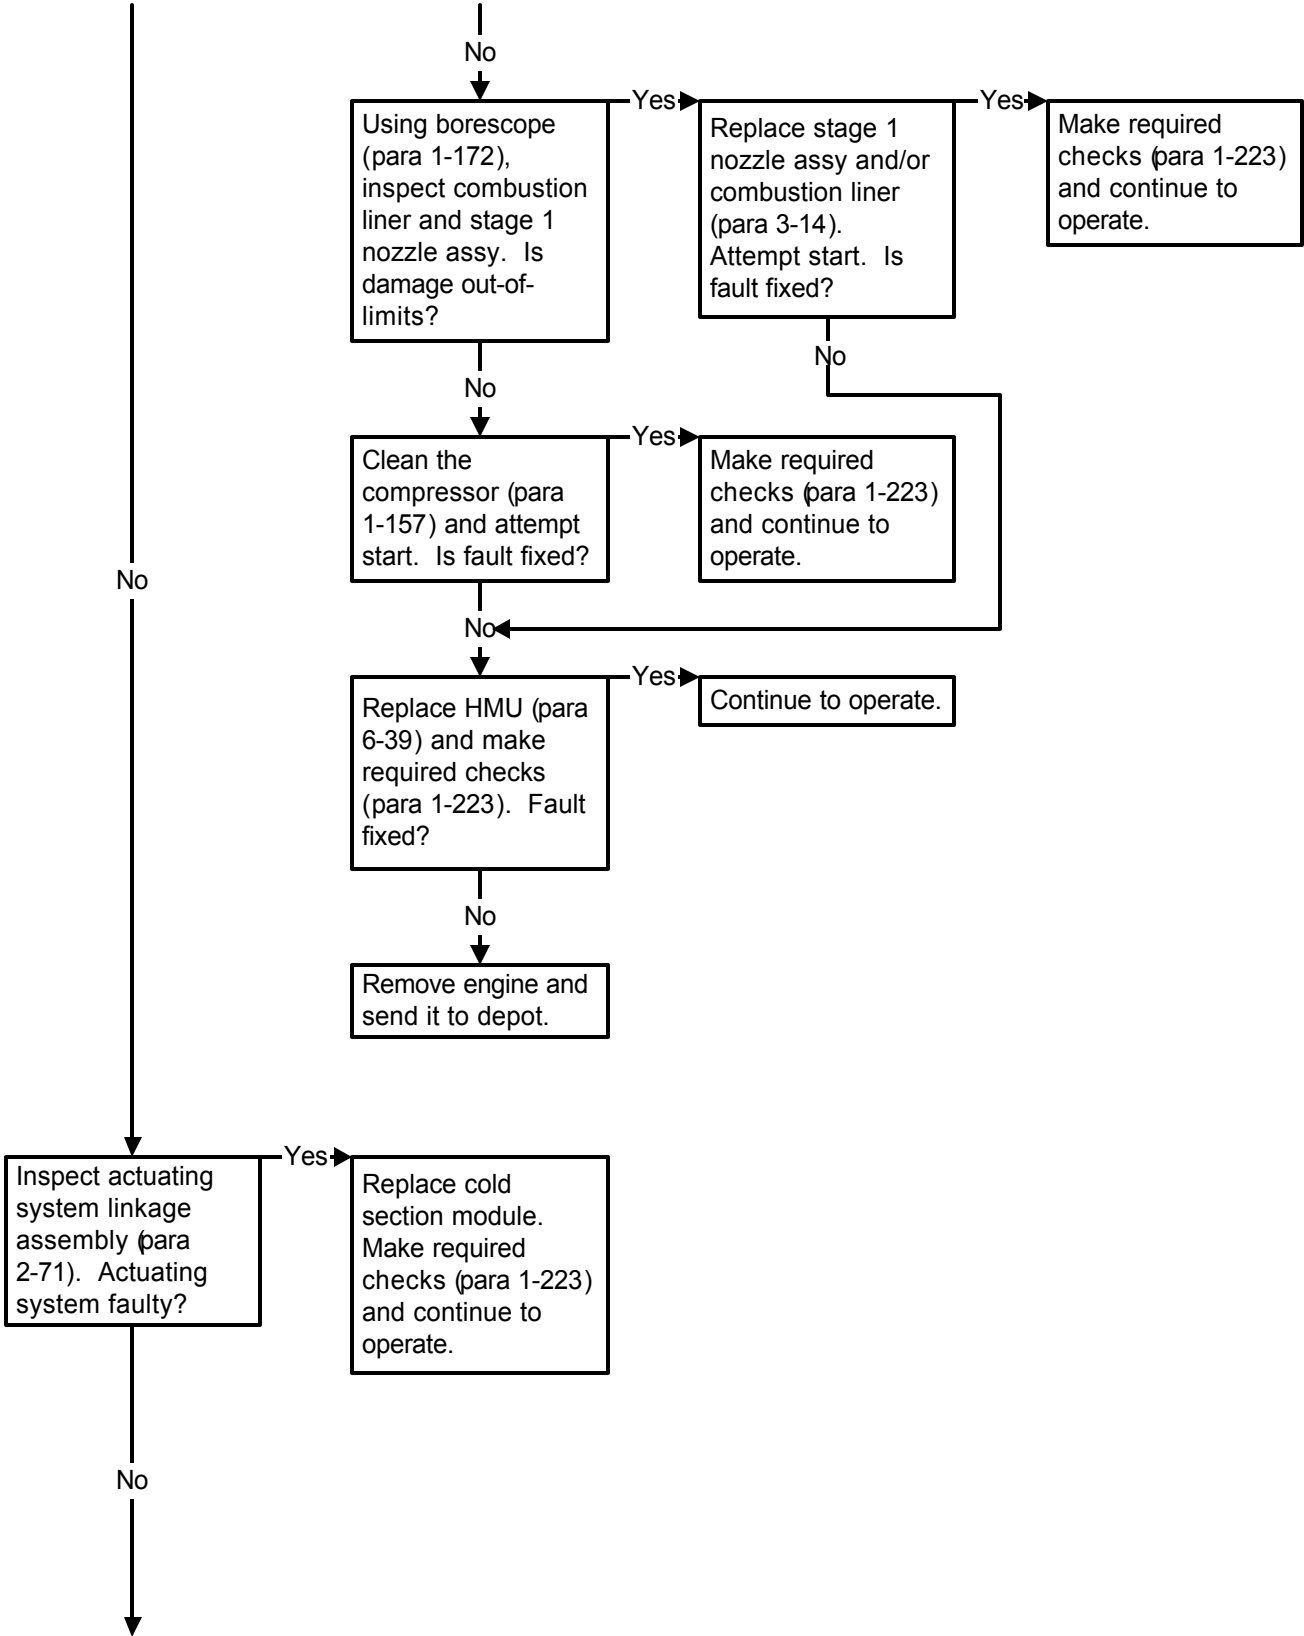 No
Using borescope
(para 1-172),
inspect combustion
liner and stage 1
nozzle assy. Is
damage out-of-
limits?
Yes
Replace stage 1
nozzle assy and/or
combustion liner
(para 3-14).
Attempt start. Is
fault fixed?
Yes
Make required
checks (para 1-223)
and continue to
operate.
No
No
Clean the
compressor (para
1-157) and attempt
start. Is fault fixed?
Yes
Make required
checks (para 1-223)
and continue to
operate.
No
No
Replace HMU (para
6-39) and make
required checks
(para 1-223). Fault
fixed?
Yes
Continue to operate.
No
Remove engine and
send it to depot.
Inspect actuating
system linkage
assembly (para
2-71). Actuating
system faulty?
Yes
Replace cold
section module.
Make required
checks (para 1-223)
and continue to
operate.
No